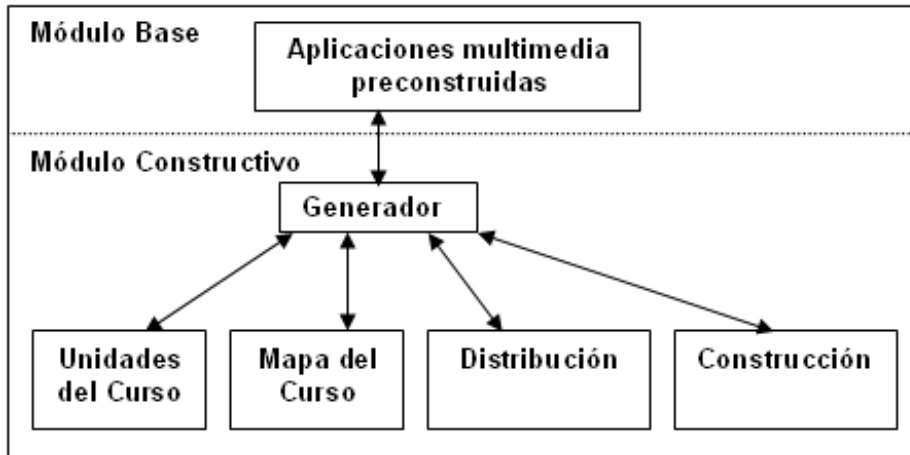 Módulo Base
Aplicaciones multimedia
preconstruidas
Módulo Constructivo
Generador
Unidades
del Curso
Mapa del
Curso
Distribución
Construcción